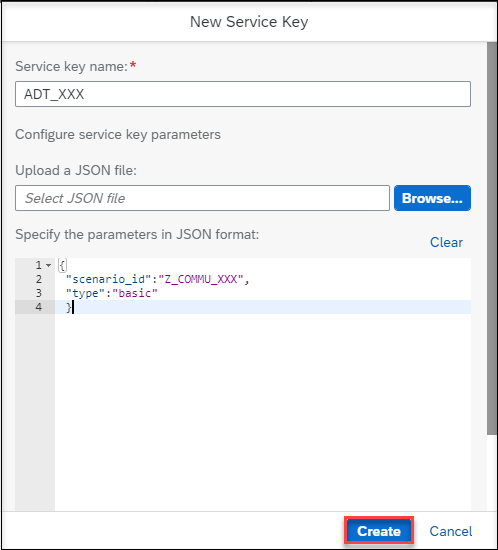 New Service Key
Service key name:*
ADT_XXX
Configure service key parameters
Upload a JSON file:
Select JSON file
Browse...
Specify the parameters in JSON format:
Clear
1 {
2 "scenario_id":"Z_COMMU_XXX",
3 "type":"basic"
4 }
Create Cancel